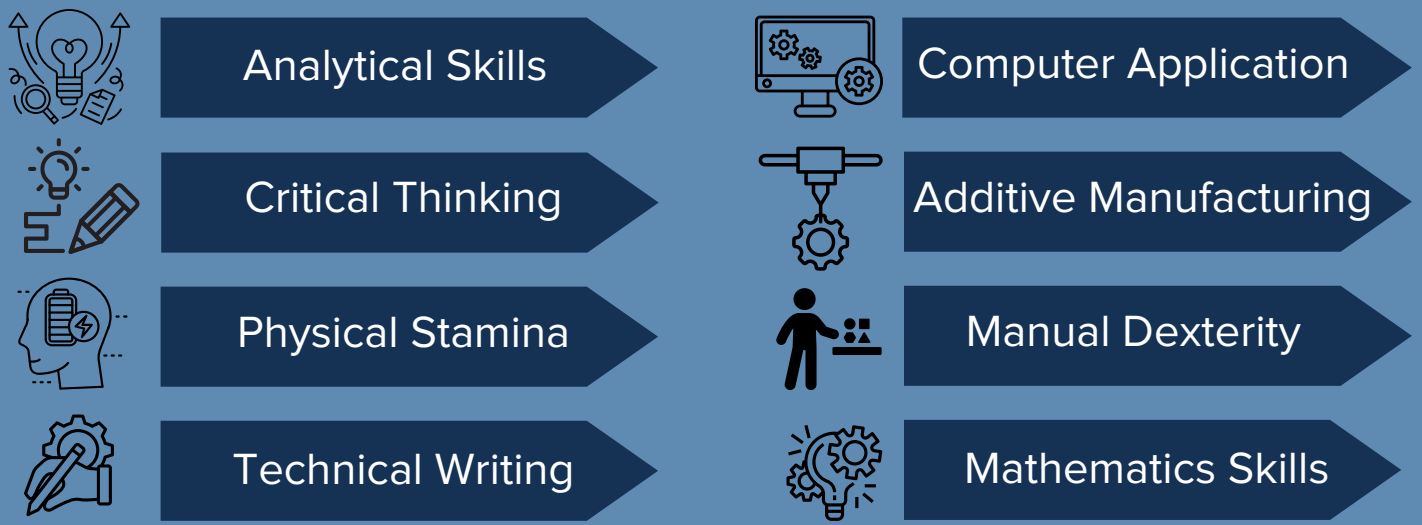 Analytical Skills
Critical Thinking
Physical Stamina
Technical Writing
Computer Application
Additive Manufacturing
Manual Dexterity
Mathematics Skills